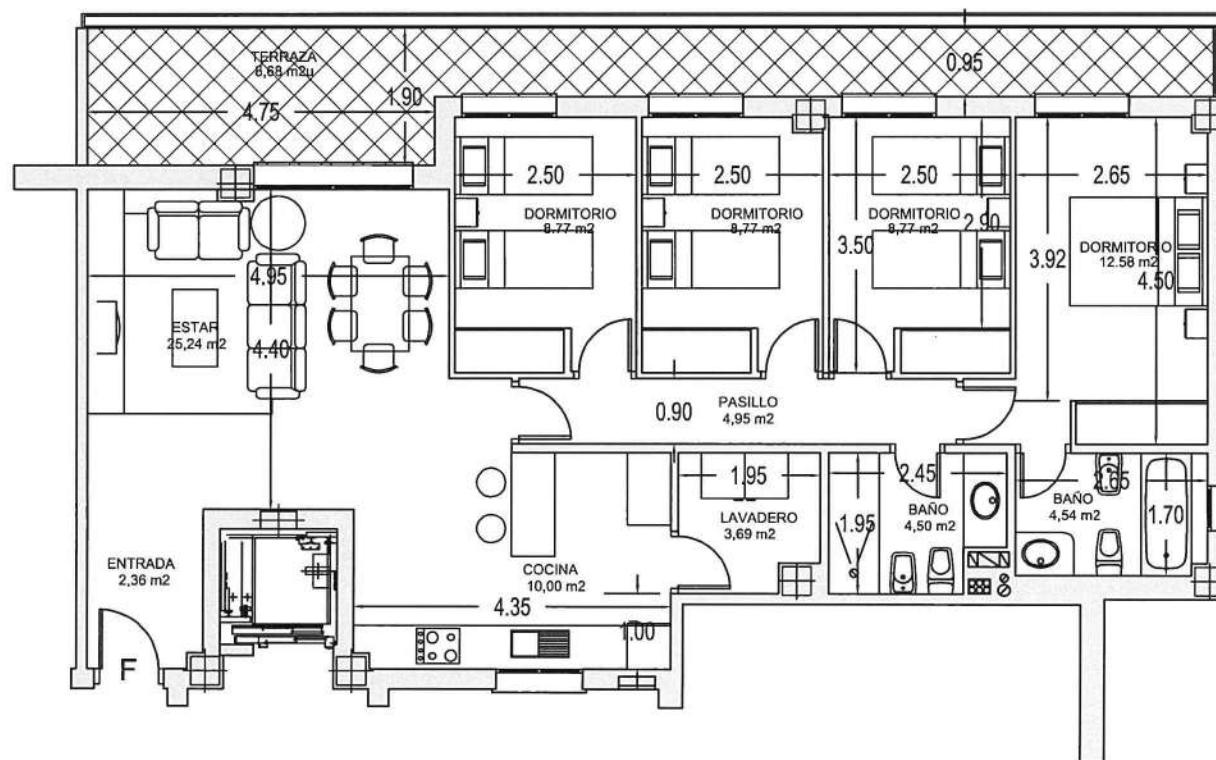 TERRAZA
8,68 m2µ
0.95
1.90
4.75
2.50
2.50
2.50
2.65
DORMITORIO
8.77 m2
DORMITORIO
8,77 m2
DORMITORIO
8,77 m2
2.90
3.50
DORMITORIO
12.58 m2
3.92
4.50
4.95
ESTAR
25,24 m2
4.40
PASILLO
4,95 m2
0.90
1.95
LAVADERO
3,69 m2
2.45
1.95
BAÑO
4,50 m2
2.65
BAÑO
4,54 m2
1.70
ENTRADA
2,36 m2
COCINA
10,00 m2
4.35
1.00
F